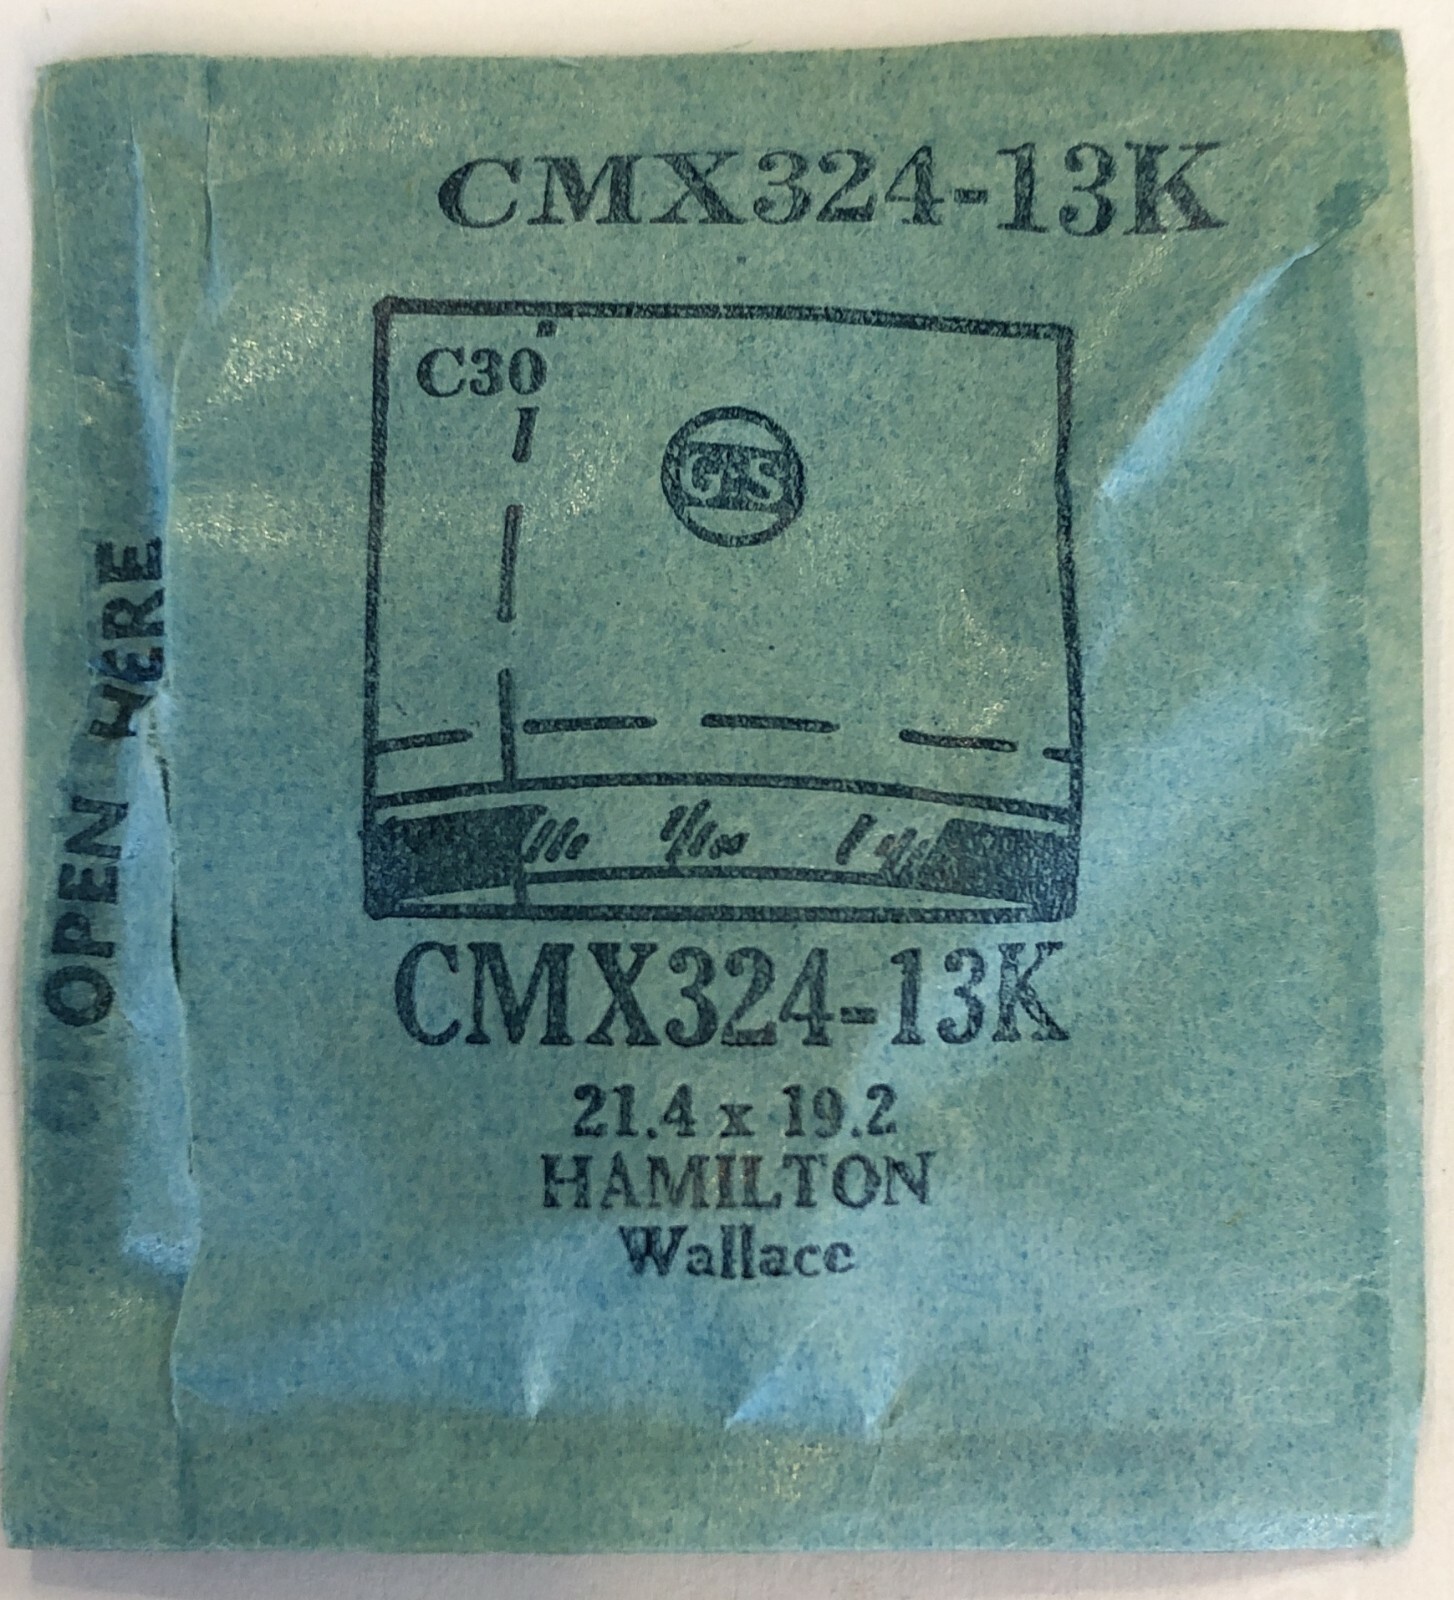 CMX324-13K
C30
G-S
OPEN HERE
CMX324-13K
21.4 x 19.2
HAMILTON
Wallace